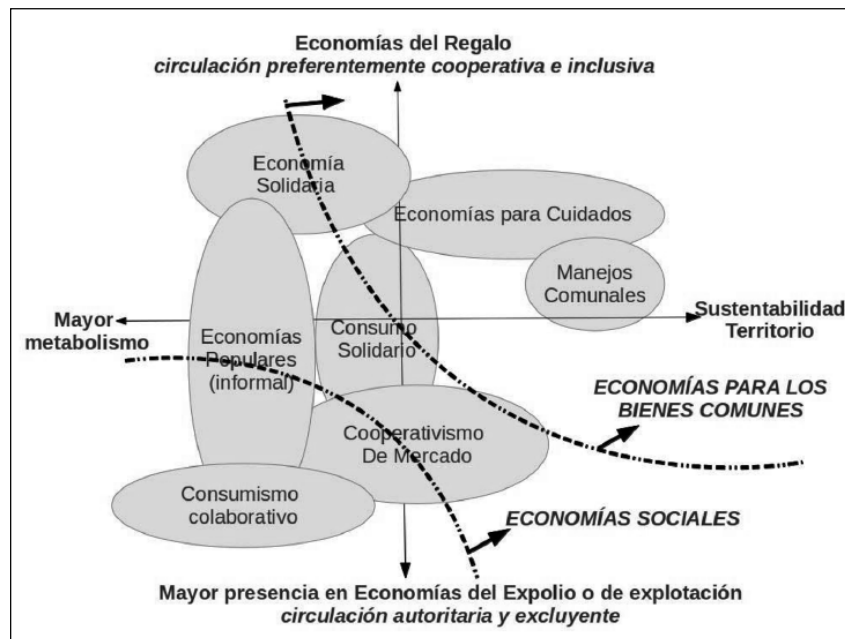 Economías del Regalo
circulación preferentemente cooperativa e inclusiva
Economía
Solidaria
Economías para Cuidados
Manejos
Comunales
Mayor
metabolismo
Sustentabilidad
Territorio
Economías
Populares
(informal)
Consumo
Solidario
ECONOMÍAS PARA LOS
BIENES COMUNES
Cooperativismo
De Mercado
Consumismo
colaborativo
ECONOMÍAS SOCIALES
Mayor presencia en Economías del Expolio o de explotación
circulación autoritaria y excluyente